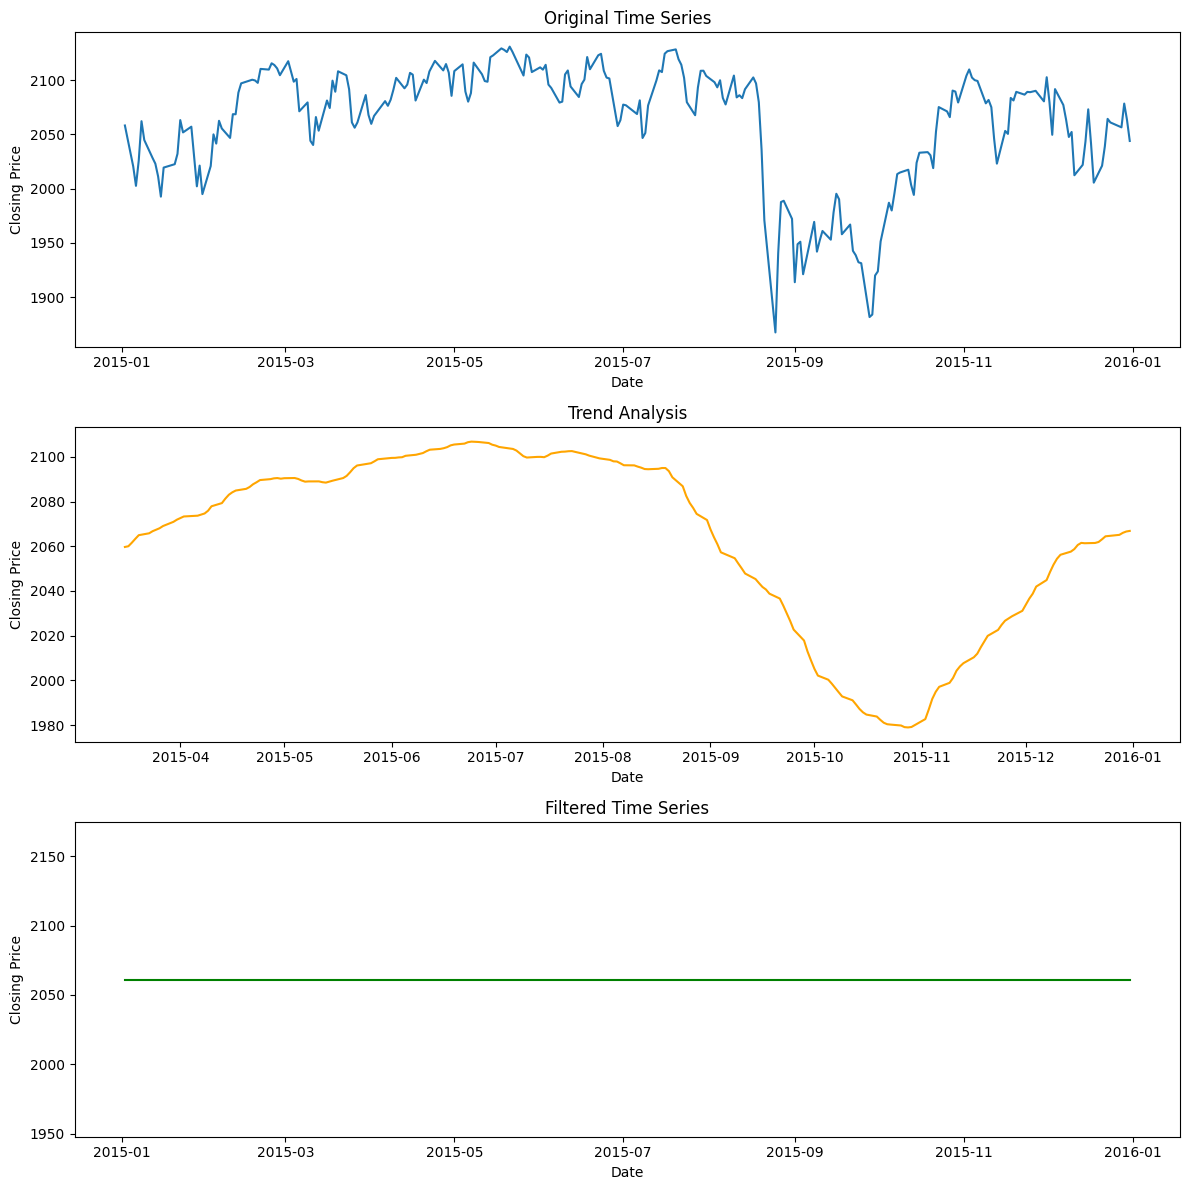 Original Time Series
2100
2050
2000
1950
1900
Closing Price
2015-01 2015-03 2015-05 2015-07 2015-09 2015-11 2016-01
Date
Trend Analysis
2100
2080
2060
2040
2020
2000
1980
Closing Price
2015-04 2015-05 2015-06 2015-07 2015-08 2015-09 2015-10 2015-11 2015-12 2016-01
Date
Filtered Time Series
2150
2100
2050
2000
1950
Closing Price
2015-01 2015-03 2015-05 2015-07 2015-09 2015-11 2016-01
Date